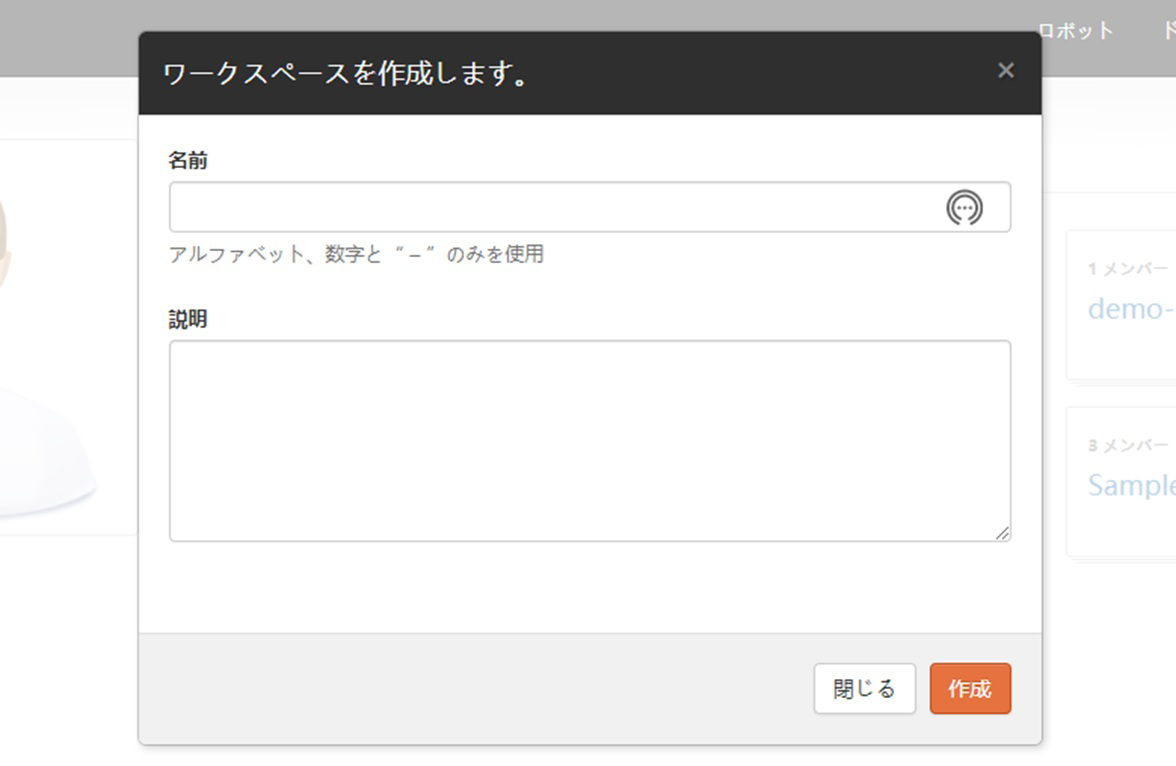 ロボット
ワークスペースを作成します。
×
名前
アルファベット、数字と“－”のみを使用
1 メンバー
demo-
説明
3 メンバー
Sample
閉じる
作成